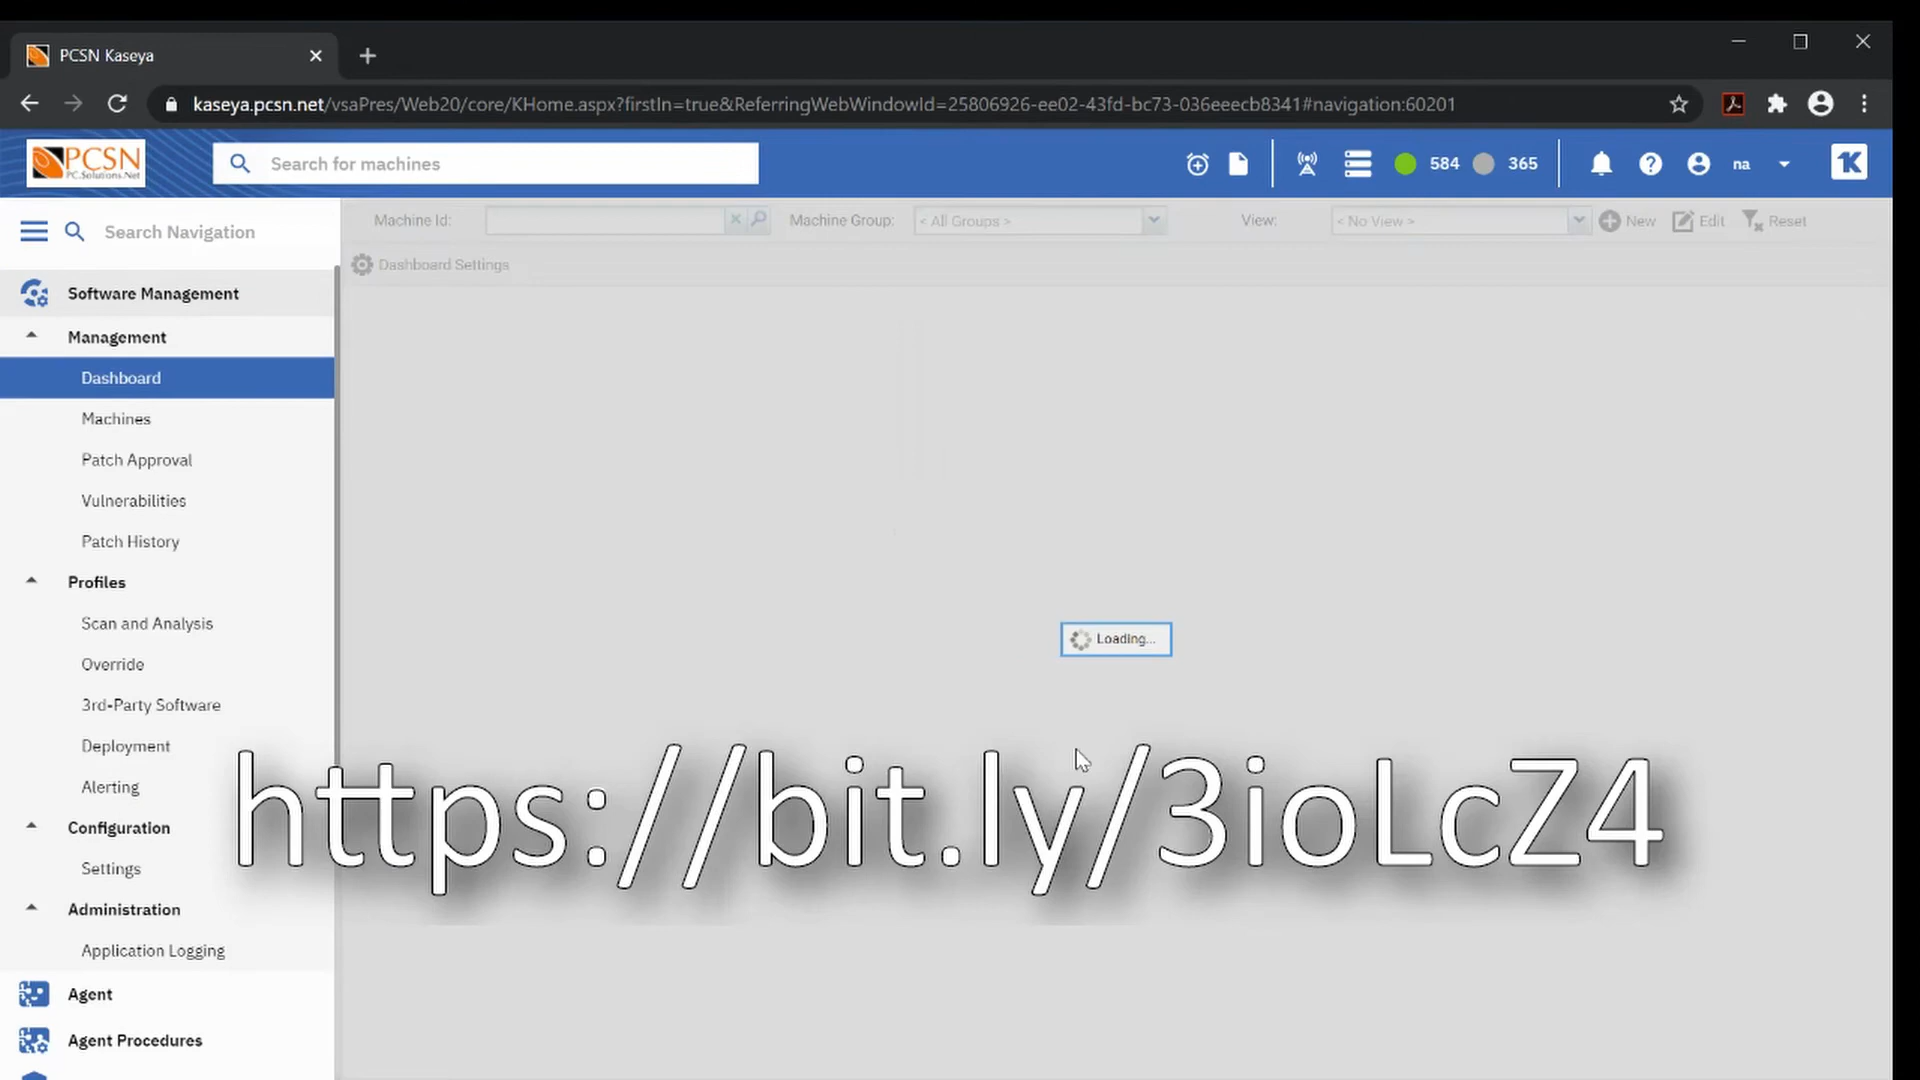 PCSN Kaseya
kaseya.pcsn.net/vsaPres/Web20/core/KHome.aspx?firstIn=true&ReferringWebWindowId=25806926-ee02-43fd-bc73-036eeecb8341#navigation:60201
PCSN
PC.Solutions.Net
Search for machines
584
365
na
K
Search Navigation
Machine Id:
Machine Group:
< All Groups >
View:
< No View >
New
Edit
Reset
Dashboard Settings
Software Management
Management
Dashboard
Machines
Patch Approval
Vulnerabilities
Patch History
Profiles
Scan and Analysis
Override
3rd-Party Software
Deployment
Alerting
Configuration
Settings
Administration
Application Logging
Agent
Agent Procedures
Loading...
https://bit.ly/3ioLcZ4